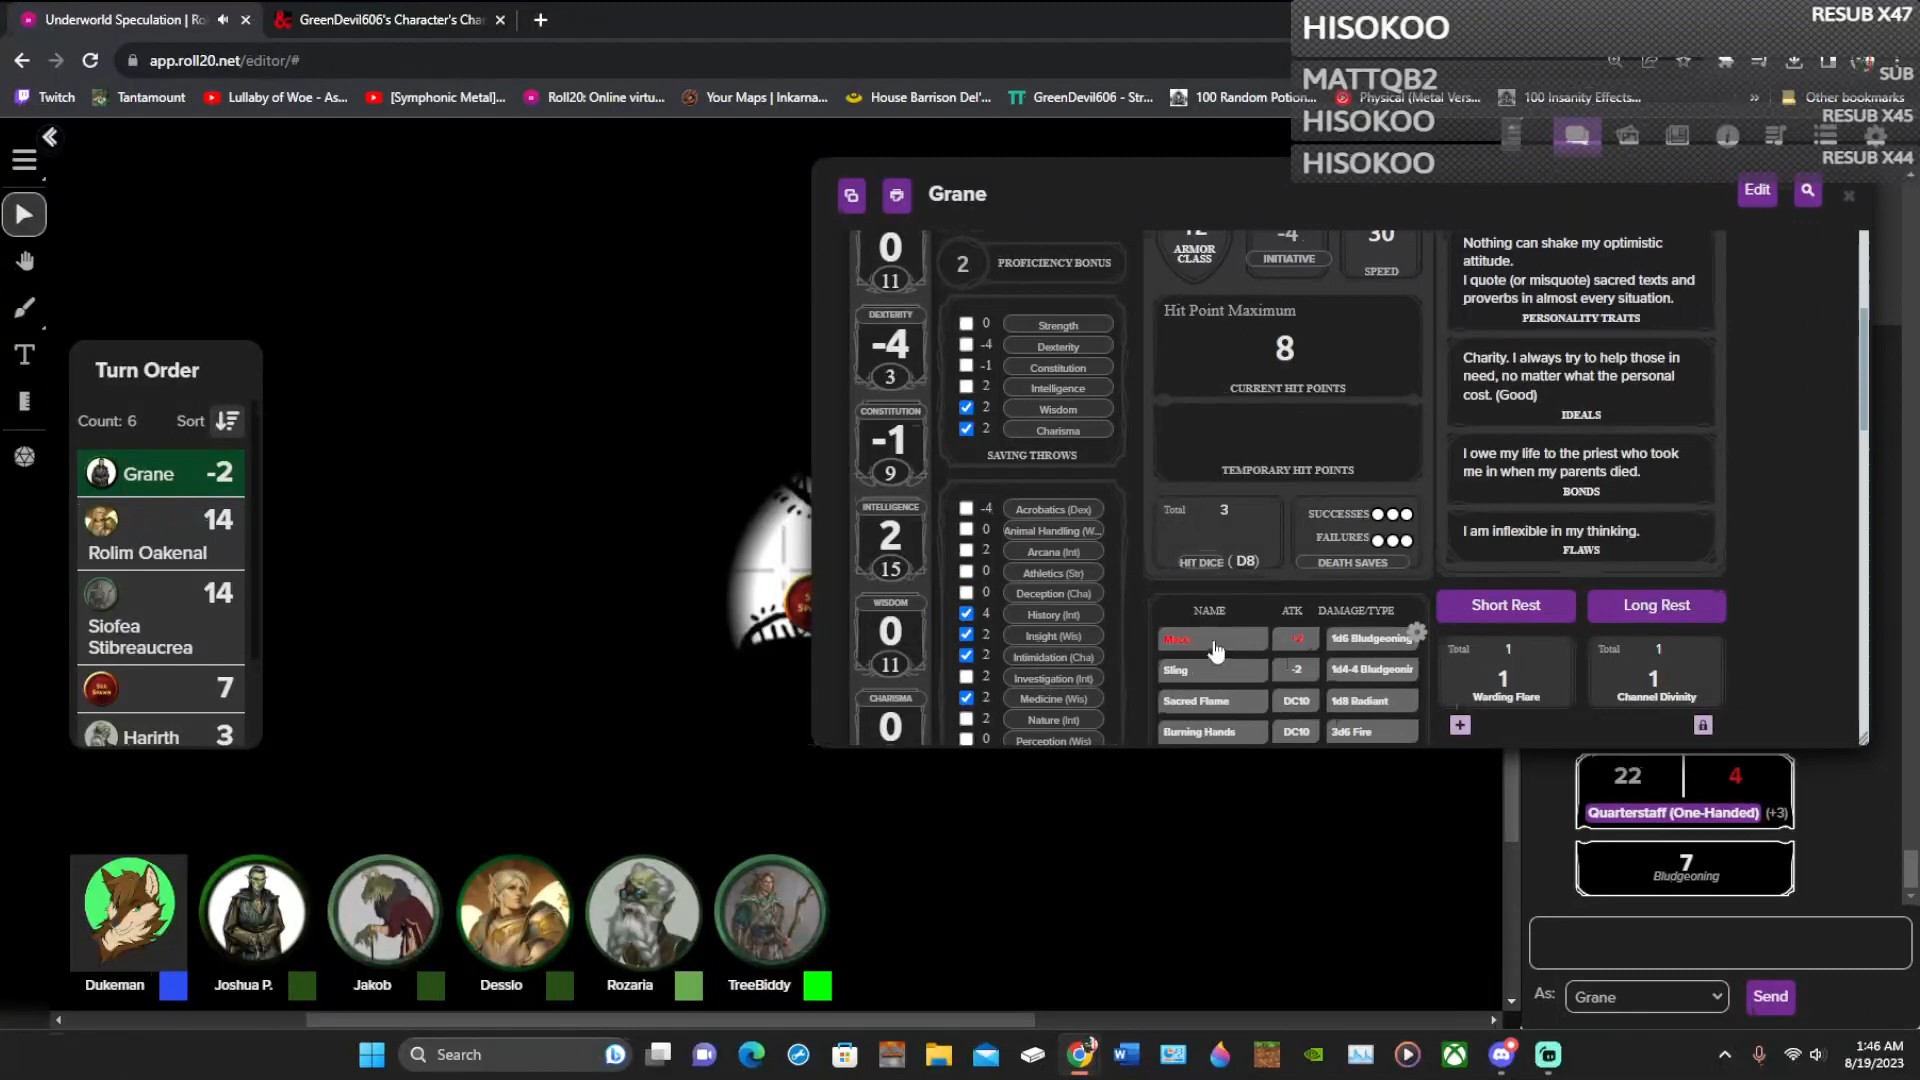 Underworld Speculation | Ro
GreenDevil606's Character's Cha
HISOKOO
RESUB X47
app.roll20.net/editor/#
MATTQB2
SUB
Twitch
Tantamount
Lullaby of Woe - As...
[Symphonic Metal]...
Roll20: Online virtu...
Your Maps | Inkarna...
House Barrison Del'...
GreenDevil606 - Str...
100 Random Potion...
Physical (Metal Vers...
100 Insanity Effects...
Other bookmarks
HISOKOO
RESUB X45
HISOKOO
RESUB X44
Grane
Edit
Turn Order
Count: 6
Sort
Grane -2
Rolim Oakenal 14
Siofea Stibreaucrea 14
7
Harirth 3
0
11
DEXTERITY
-4
3
CONSTITUTION
-1
9
INTELLIGENCE
2
15
WISDOM
0
11
CHARISMA
0
2 PROFICIENCY BONUS
0 Strength
-4 Dexterity
-1 Constitution
2 Intelligence
2 Wisdom
2 Charisma
SAVING THROWS
-4 Acrobatics (Dex)
0 Animal Handling (W...
2 Arcana (Int)
0 Athletics (Str)
0 Deception (Cha)
4 History (Int)
2 Insight (Wis)
2 Intimidation (Cha)
2 Investigation (Int)
2 Medicine (Wis)
2 Nature (Int)
0 Perception (Wis)
12
ARMOR CLASS
-4
INITIATIVE
30
SPEED
Hit Point Maximum
8
CURRENT HIT POINTS
TEMPORARY HIT POINTS
Total 3
HIT DICE ( D8)
SUCCESSES
FAILURES
DEATH SAVES
NAME ATK DAMAGE/TYPE
Mace +2 1d6 Bludgeoning
Sling -2 1d4-4 Bludgeonir
Sacred Flame DC10 1d8 Radiant
Burning Hands DC10 3d6 Fire
Nothing can shake my optimistic
attitude.
I quote (or misquote) sacred texts and
proverbs in almost every situation.
PERSONALITY TRAITS
Charity. I always try to help those in
need, no matter what the personal
cost. (Good)
IDEALS
I owe my life to the priest who took
me in when my parents died.
BONDS
I am inflexible in my thinking.
FLAWS
Short Rest
Long Rest
Total 1
1
Warding Flare
Total 1
1
Channel Divinity
22 4
Quarterstaff (One-Handed) (+3)
7
Bludgeoning
Dukeman
Joshua P.
Jakob
Dessio
Rozaria
TreeBiddy
As: Grane
Send
Search
1:46 AM
8/19/2023